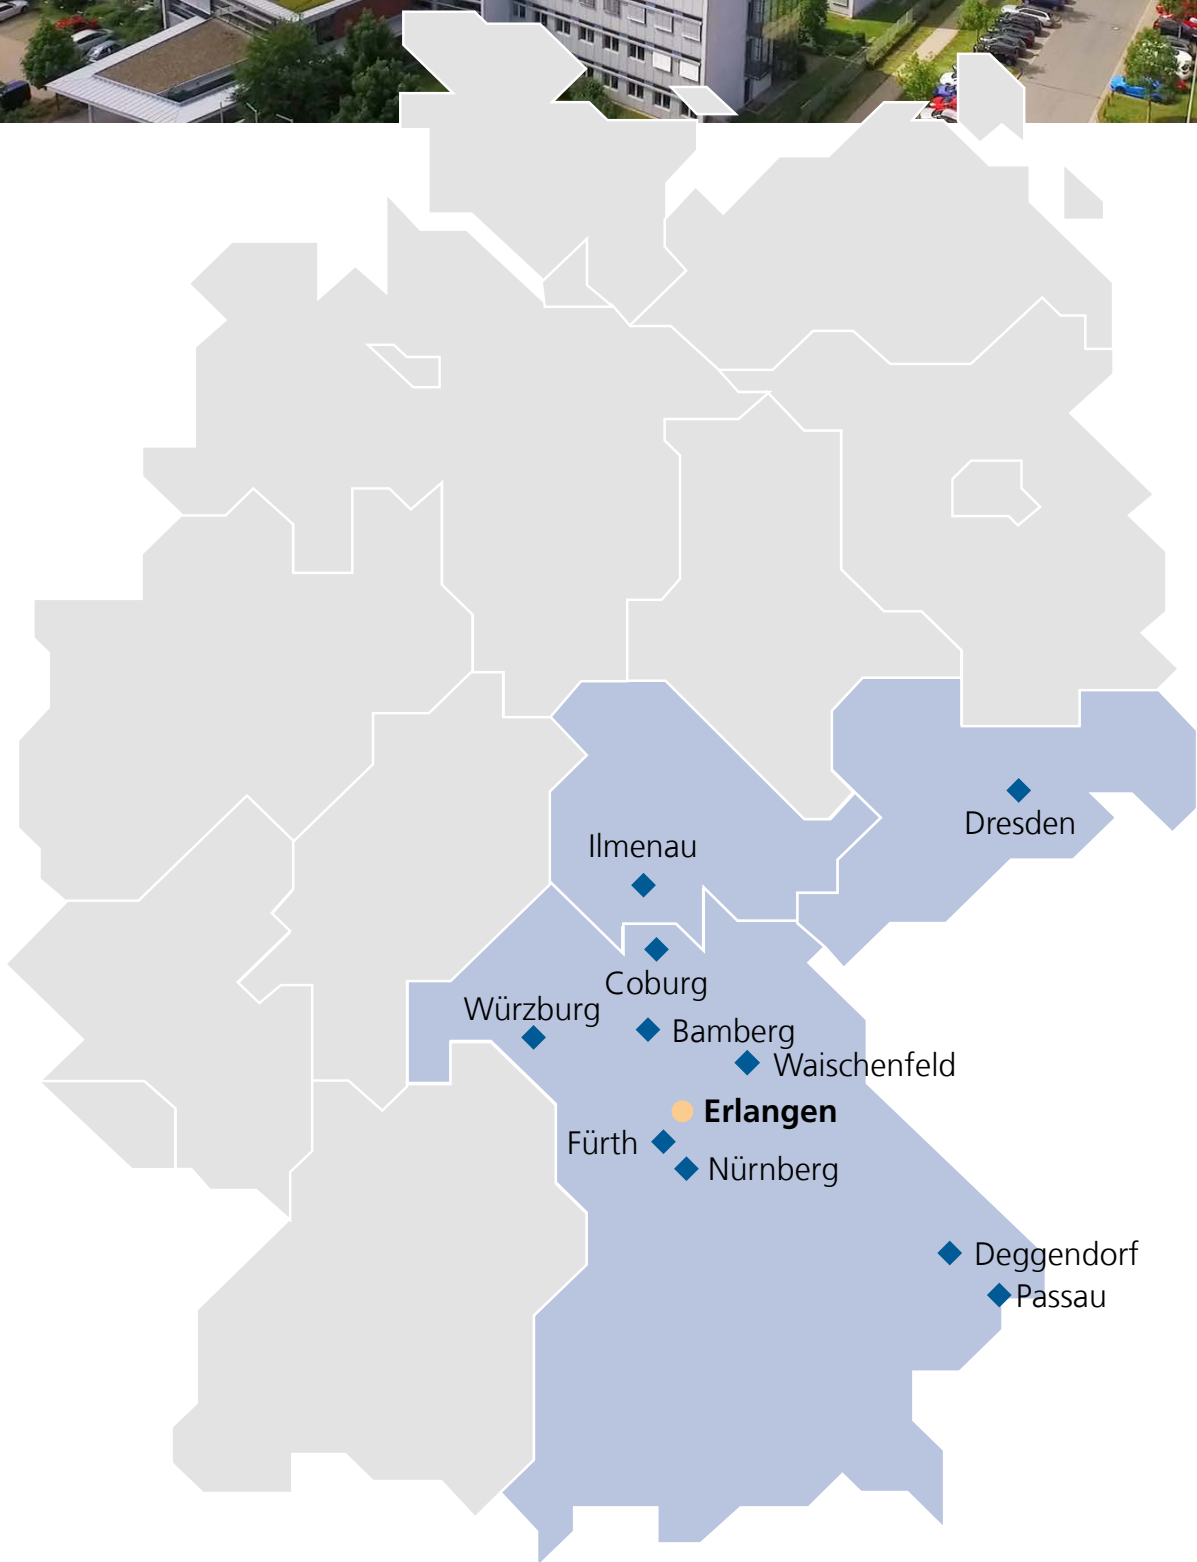 Dresden
Ilmenau
Coburg
Würzburg
Bamberg
Waischenfeld
Erlangen
Fürth
Nürnberg
Deggendorf
Passau